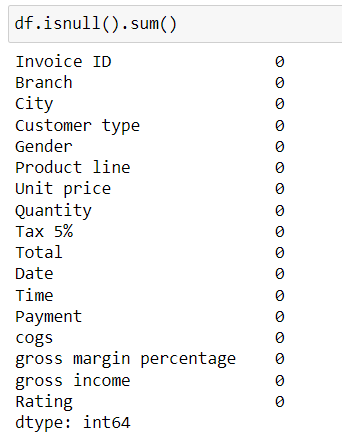 df.isnull().sum()
Invoice ID 0
Branch 0
City 0
Customer type 0
Gender 0
Product line 0
Unit price 0
Quantity 0
Tax 5% 0
Total 0
Date 0
Time 0
Payment 0
cogs 0
gross margin percentage 0
gross income 0
Rating 0
dtype: int64